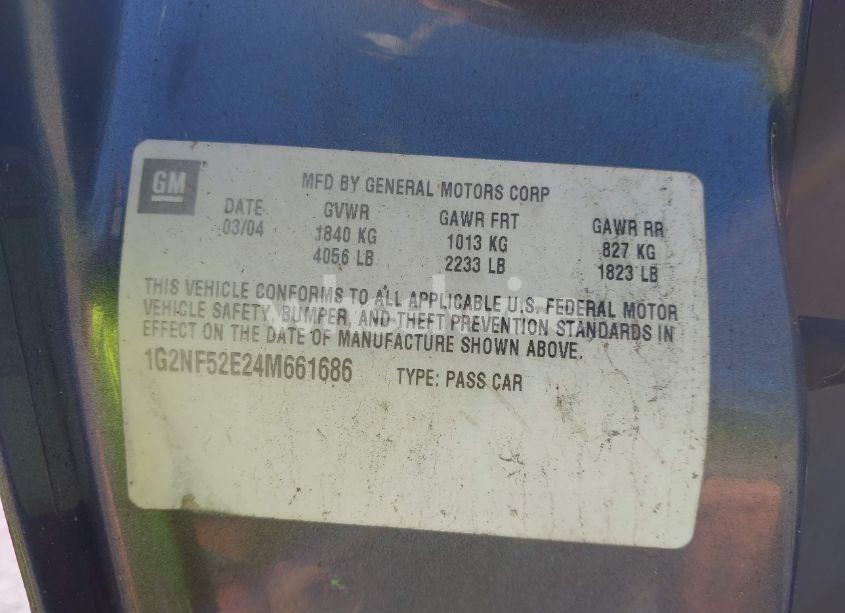 GM
MFD BY GENERAL MOTORS CORP
DATE GVWR GAWR FRT GAWR RR
03/04 1840 KG 1013 KG 827 KG
4056 LB 2233 LB 1823 LB
THIS VEHICLE CONFORMS TO ALL APPLICABLE U.S. FEDERAL MOTOR
VEHICLE SAFETY, BUMPER, AND THEFT PREVENTION STANDARDS IN
EFFECT ON THE DATE OF MANUFACTURE SHOWN ABOVE.
1G2NF52E24M661686 TYPE: PASS CAR